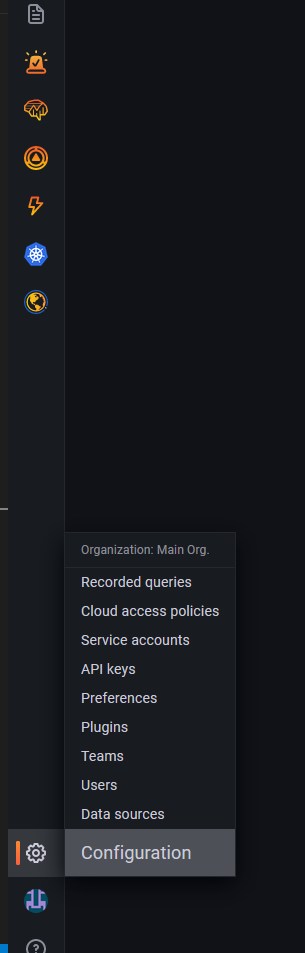 Organization: Main Org.
Recorded queries
Cloud access policies
Service accounts
API keys
Preferences
Plugins
Teams
Users
Data sources
Configuration